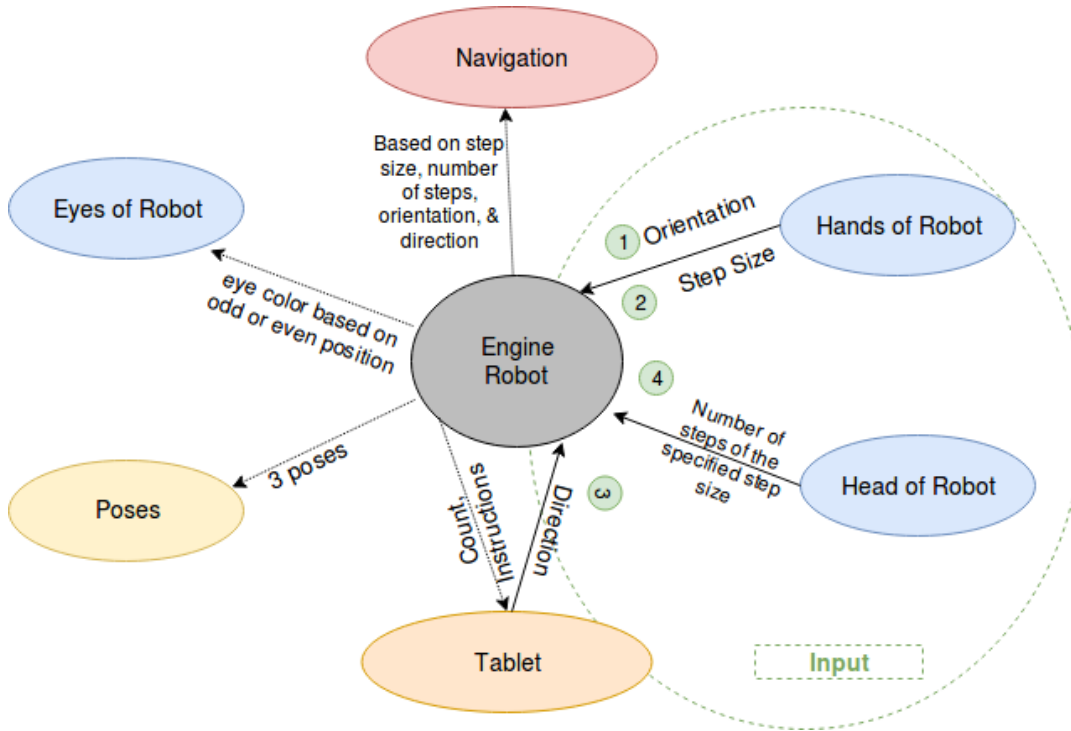 Navigation
Based on step
size, number
of steps,
orientation, &
direction
Eyes of Robot
eye color based on
odd or even position
1
Orientation
Step Size
2
Hands of Robot
Engine
Robot
4
Number of
steps of the
specified step
size
Head of Robot
3 poses
Poses
Count,
Instructions
Direction
3
Tablet
Input